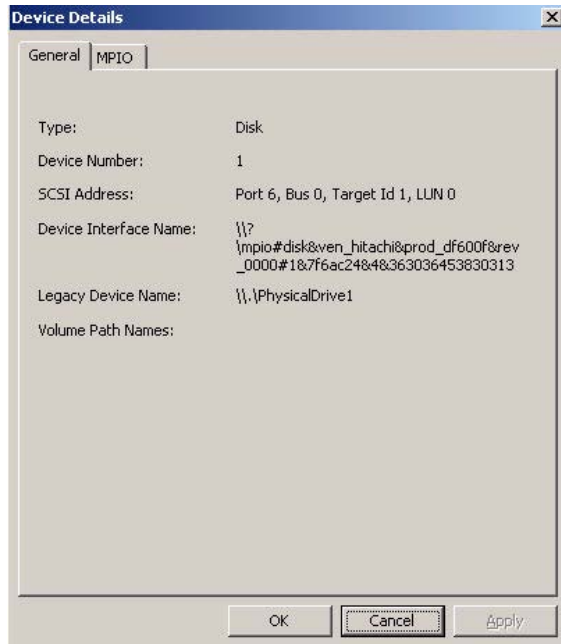 Device Details
General MPIO
Type: Disk
Device Number: 1
SCSI Address: Port 6, Bus 0, Target Id 1, LUN 0
Device Interface Name: \\?
\mpio#disk&ven_hitachi&prod_df600f&rev
_0000#1&7f6ac24&4&363036453830313
Legacy Device Name: \\.\PhysicalDrive1
Volume Path Names:
OK Cancel Apply